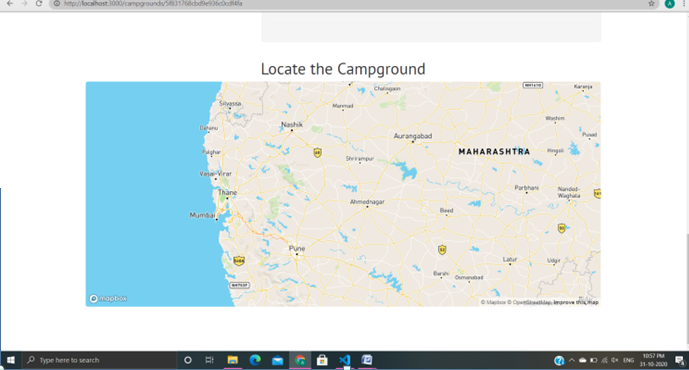 http://localhost:3000/campgrounds/5f831768cbd9e936c0cdf4fa
A
Locate the Campground
Silvassa
Manmad
Chalisgaon
Karanja
Dahanu
Nashik
Aurangabad
Washim
Palghar
Shrirampur
MAHARASHTRA
Hingoli
Pusad
Vasai-Virar
Thane
Ahmednagar
Parbhani
Nanded-
Waghala
Mumbai
Beed
Pune
Latur
Udgir
Barshi
Osmanabad
mapbox
© Mapbox © OpenStreetMap Improve this map
Type here to search
ENG
10:57 PM
31-10-2020